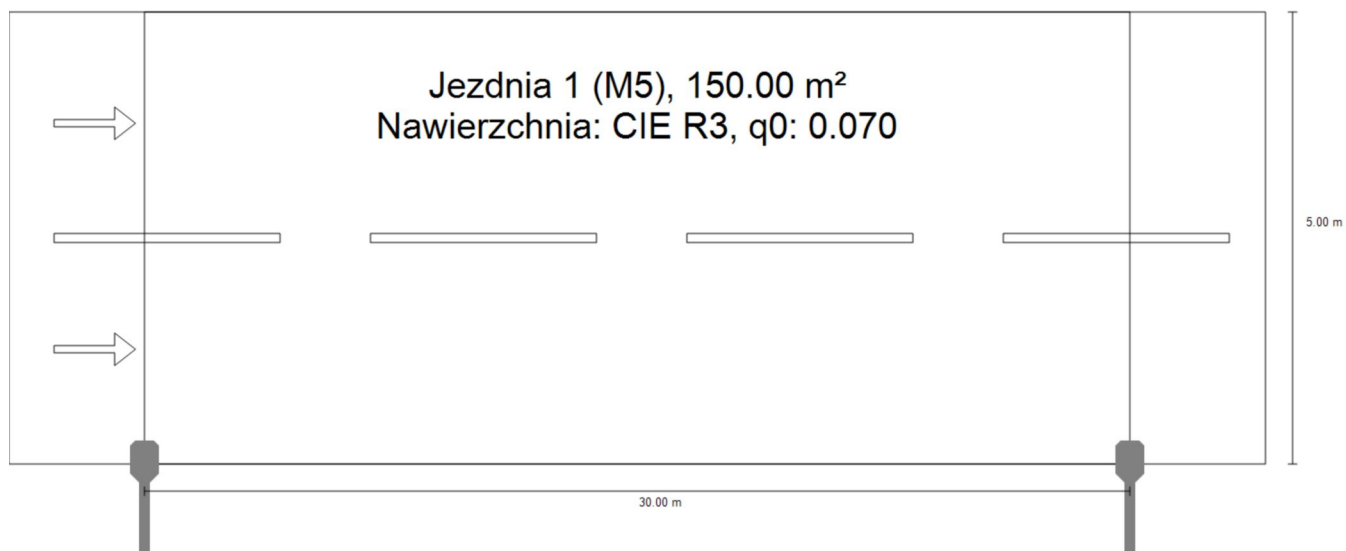 Jezdnia 1 (M5), 150.00 m²
Nawierzchnia: CIE R3, q0: 0.070
5.00 m
30.00 m